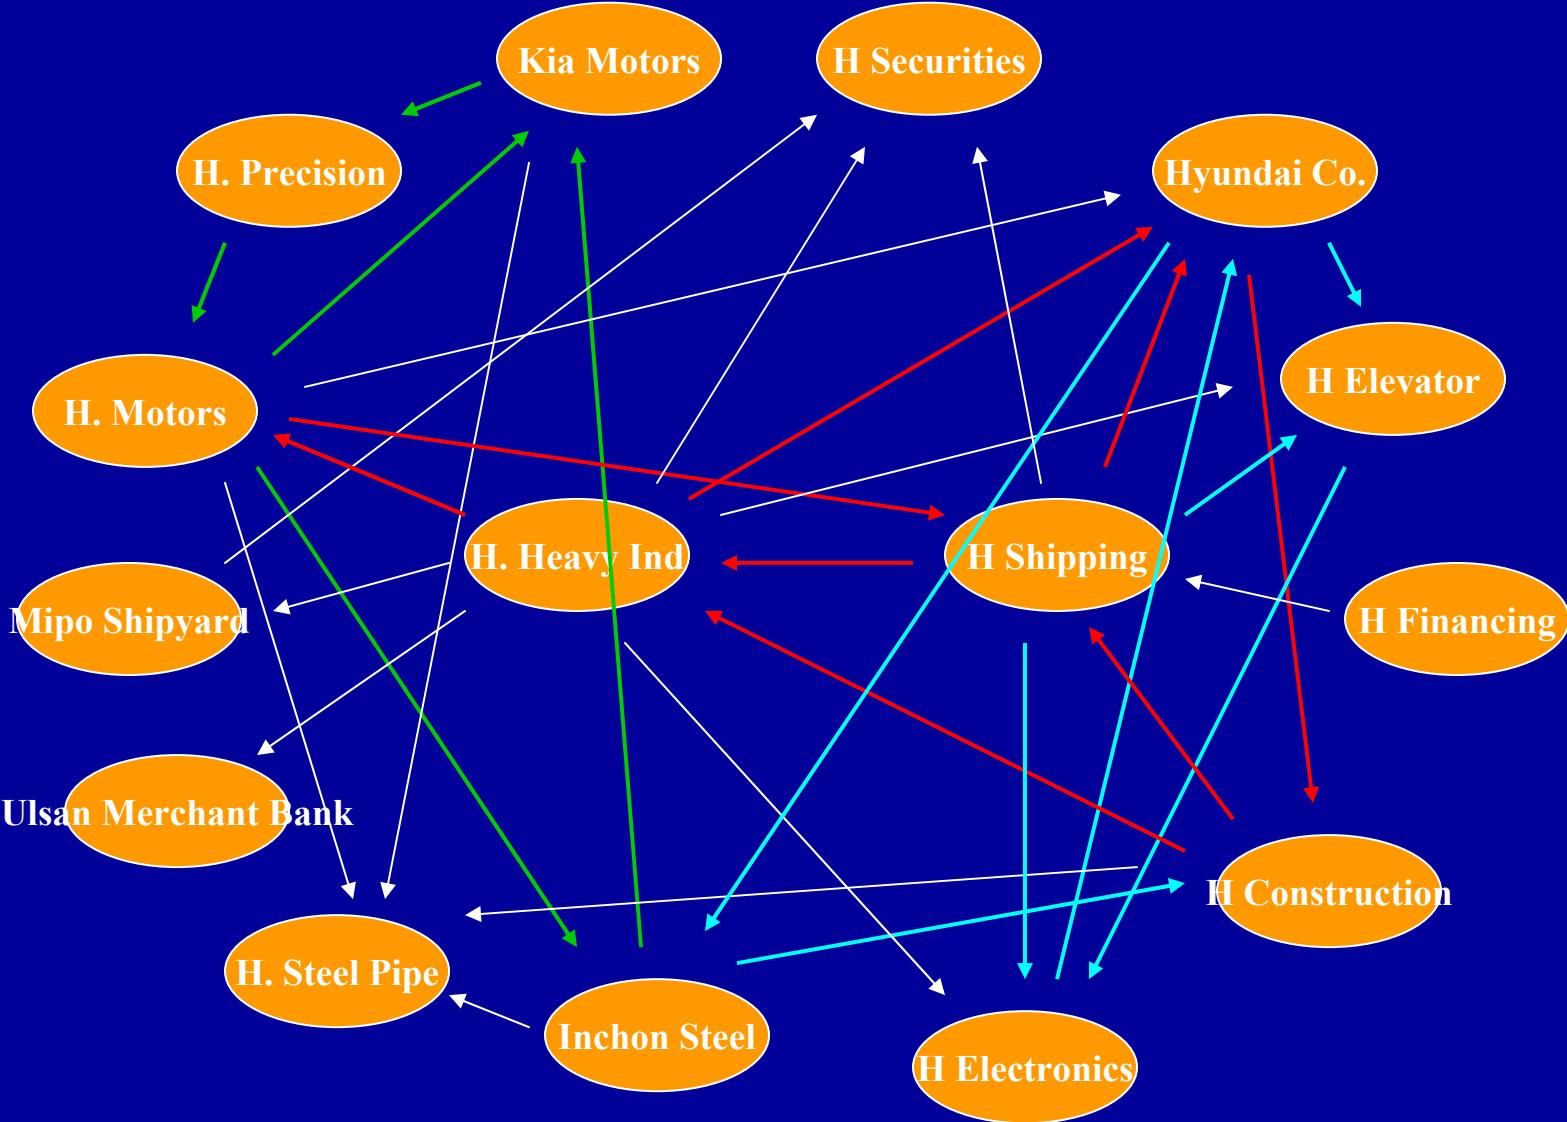 Kia Motors
H Securities
H. Precision
Hyundai Co.
H. Motors
H Elevator
H. Heavy Ind
H Shipping
Mipo Shipyard
H Financing
Ulsan Merchant Bank
H Construction
H. Steel Pipe
Inchon Steel
H Electronics